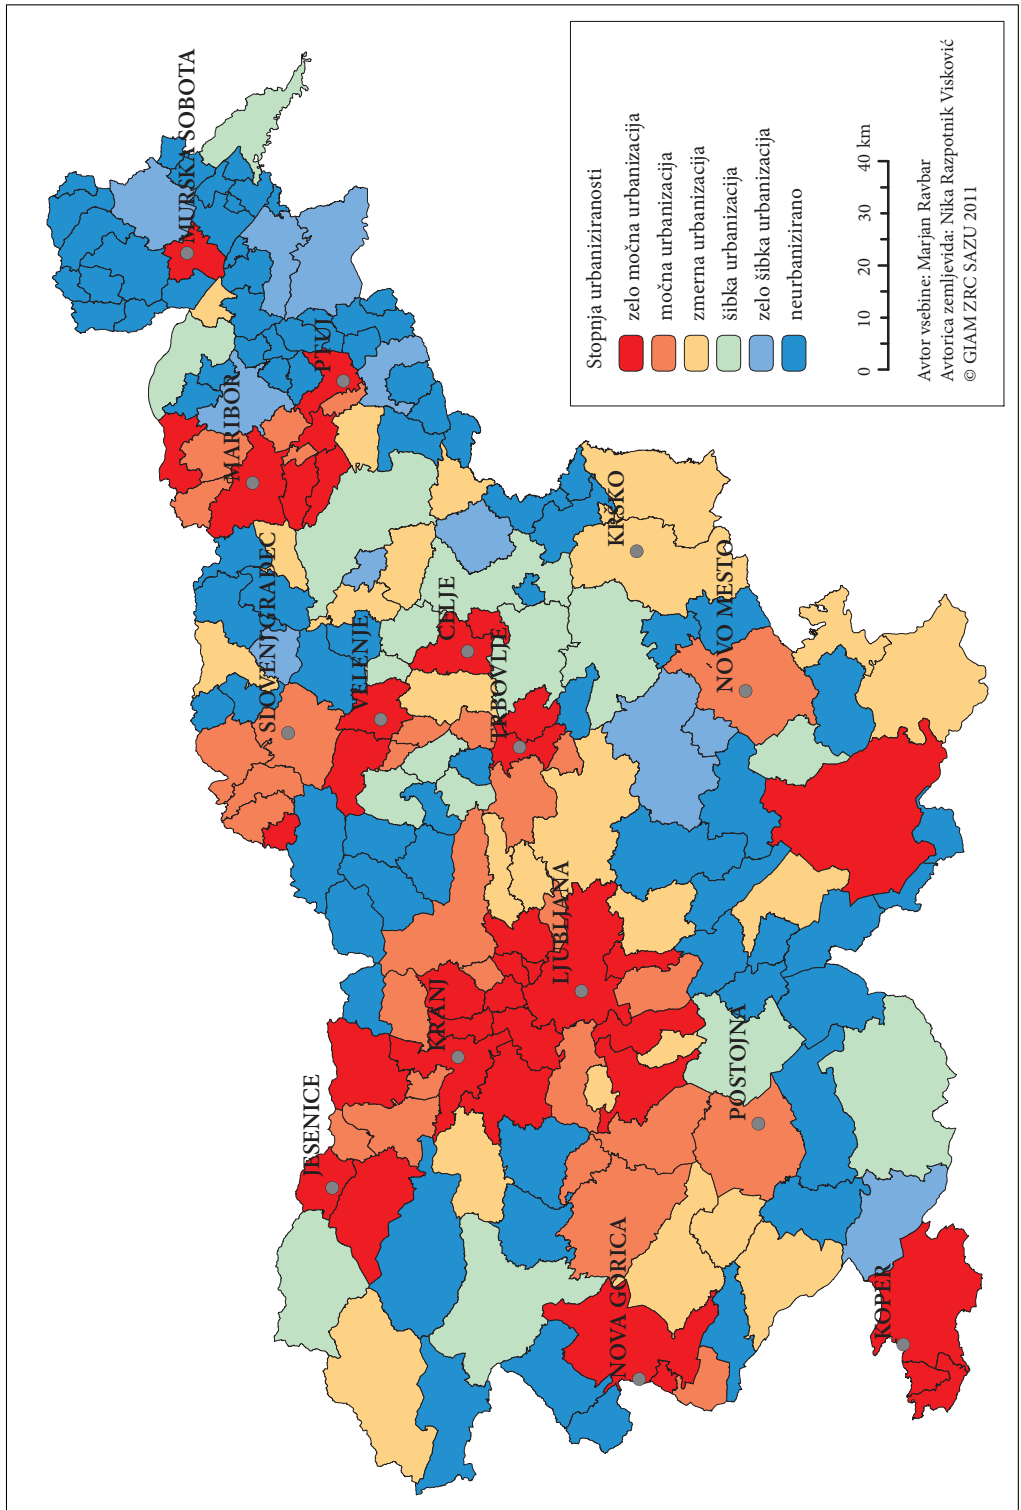 MURSKA SOBOTA
MARIBOR
PTUJ
SLOVENJ GRADEC
VELENJE
CELJE
TRBOVLJE
KRŠKO
NOVO MESTO
JESENICE
KRANJ
LJUBLJANA
POSTOJNA
NOVA GORICA
KOPER
Stopnja urbaniziranosti
zelo močna urbanizacija
močna urbanizacija
zmerna urbanizacija
šibka urbanizacija
zelo šibka urbanizacija
neurbanizirano
0 10 20 30 40 km
Avtor vsebine: Marjan Ravbar
Avtorica zemljevida: Nika Razpotnik Visković
© GIAM ZRC SAZU 2011